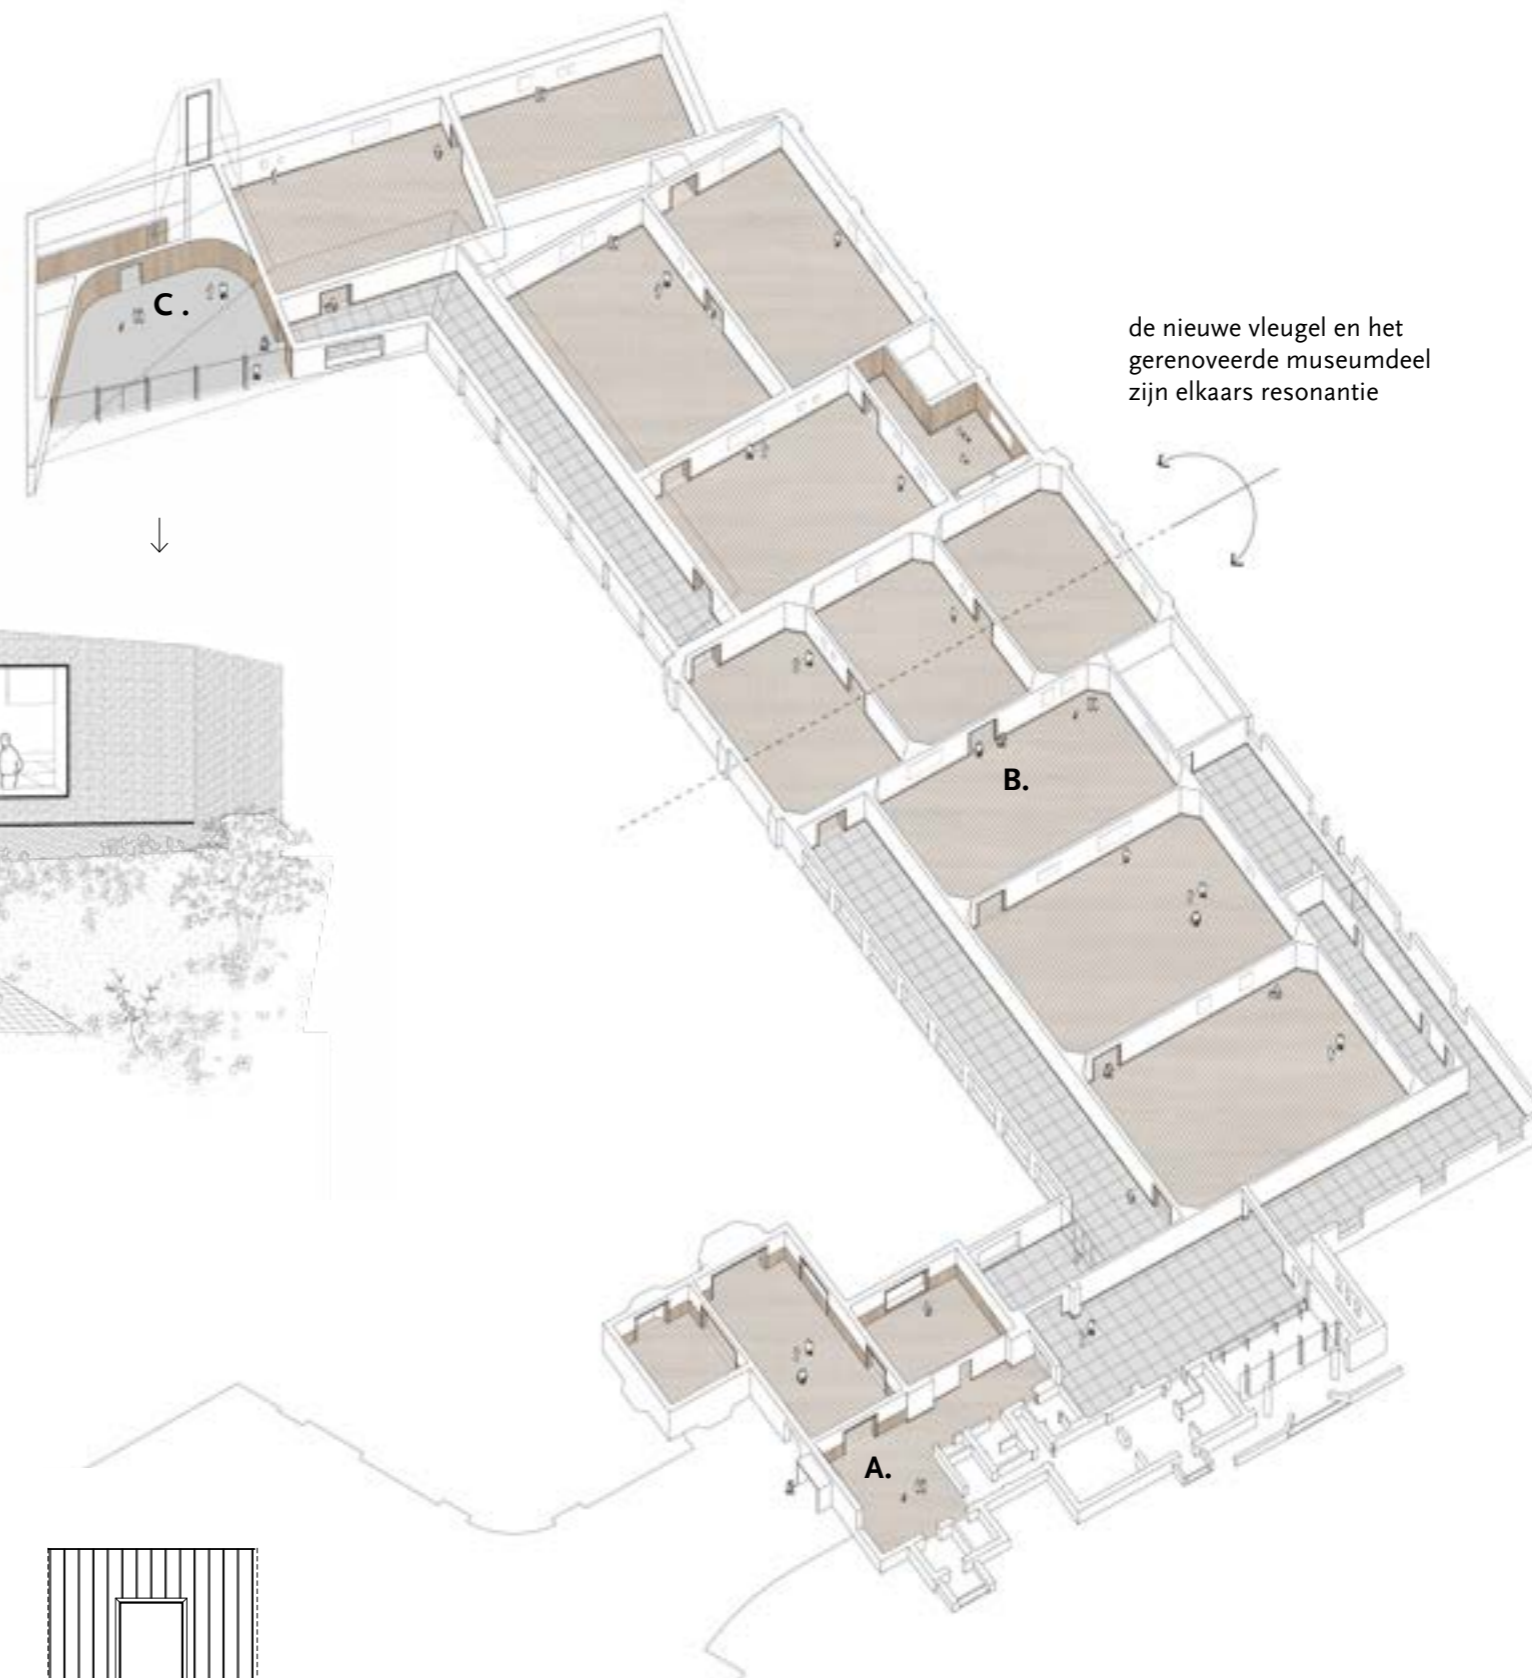 C .
de nieuwe vleugel en het
gerenoveerde museumdeel
zijn elkaars resonantie
B.
A.